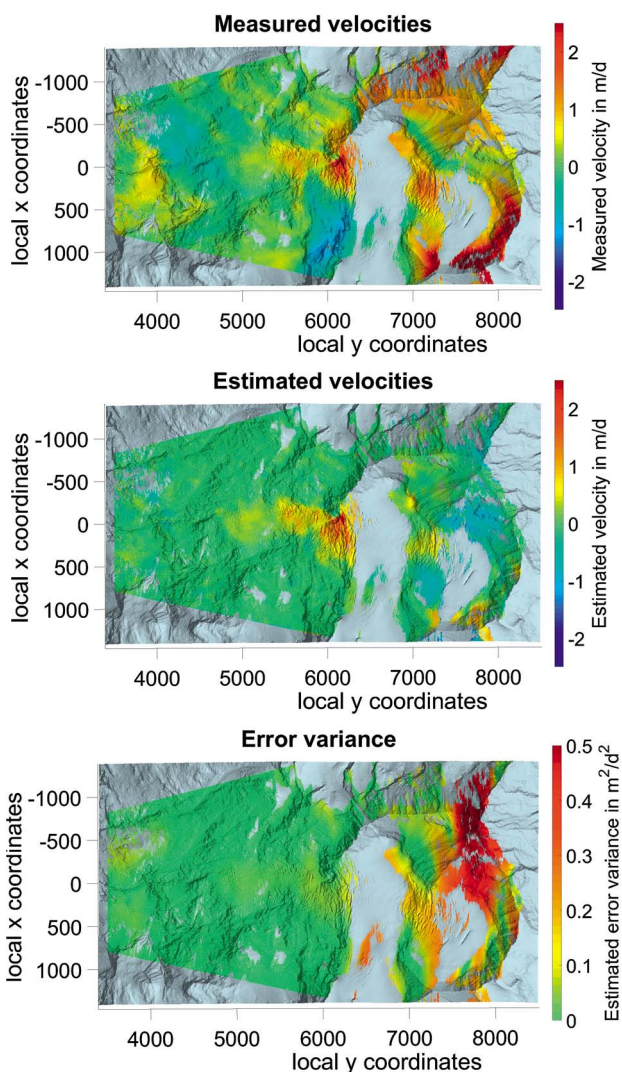 Measured velocities
2
1
0
-1
-2
Measured velocity in m/d
-1000
-500
0
500
1000
local x coordinates
4000 5000 6000 7000 8000
local y coordinates
Estimated velocities
2
1
0
-1
-2
Estimated velocity in m/d
-1000
-500
0
500
1000
local x coordinates
4000 5000 6000 7000 8000
local y coordinates
Error variance
0.5
0.4
0.3
0.2
0.1
0
Estimated error variance in m²/d²
-1000
-500
0
500
1000
local x coordinates
4000 5000 6000 7000 8000
local y coordinates